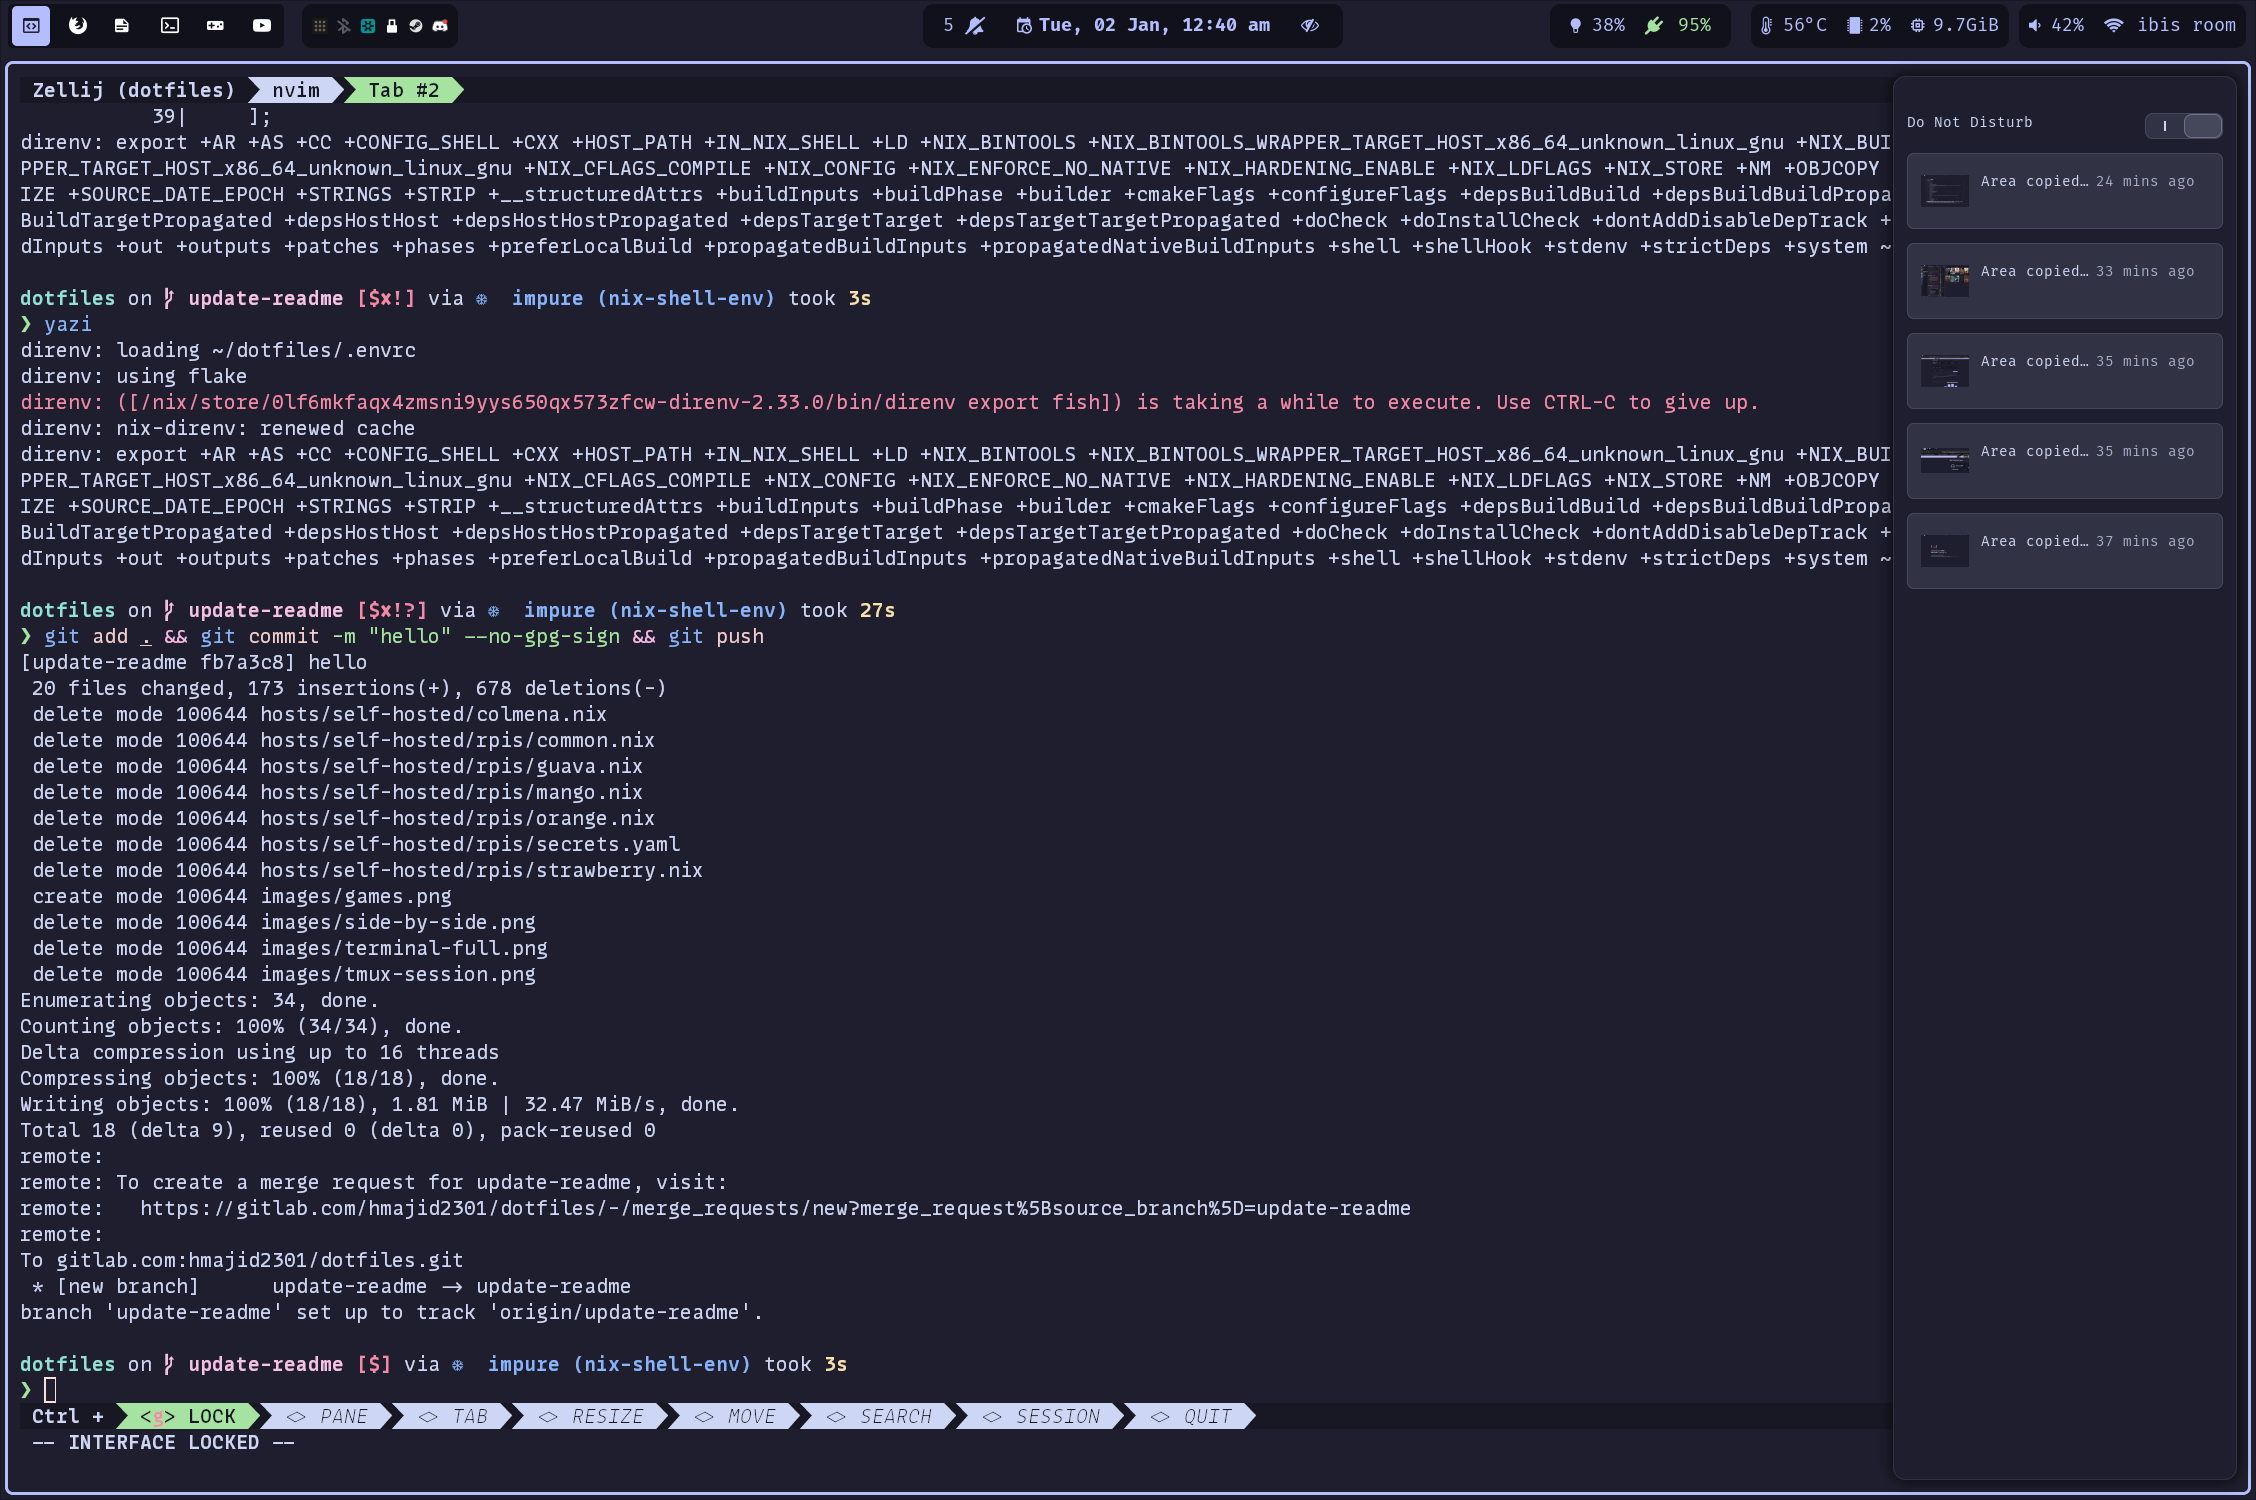 5 Tue, 02 Jan, 12:40 am 38% 95% 56°C 2% 9.7GiB 42% ibis room
Zellij (dotfiles) nvim Tab #2
39| ];
direnv: export +AR +AS +CC +CONFIG_SHELL +CXX +HOST_PATH +IN_NIX_SHELL +LD +NIX_BINTOOLS +NIX_BINTOOLS_WRAPPER_TARGET_HOST_x86_64_unknown_linux_gnu +NIX_BUI
PPER_TARGET_HOST_x86_64_unknown_linux_gnu +NIX_CFLAGS_COMPILE +NIX_CONFIG +NIX_ENFORCE_NO_NATIVE +NIX_HARDENING_ENABLE +NIX_LDFLAGS +NIX_STORE +NM +OBJCOPY
IZE +SOURCE_DATE_EPOCH +STRINGS +STRIP +__structuredAttrs +buildInputs +buildPhase +builder +cmakeFlags +configureFlags +depsBuildBuild +depsBuildBuildPropa
BuildTargetPropagated +depsHostHost +depsHostHostPropagated +depsTargetTarget +depsTargetTargetPropagated +doCheck +doInstallCheck +dontAddDisableDepTrack +
dInputs +out +outputs +patches +phases +preferLocalBuild +propagatedBuildInputs +propagatedNativeBuildInputs +shell +shellHook +stdenv +strictDeps +system ~
dotfiles on update-readme [$✘!] via ❄ impure (nix-shell-env) took 3s
❯ yazi
direnv: loading ~/dotfiles/.envrc
direnv: using flake
direnv: ([/nix/store/0lf6mkfaqx4zmsni9yys650qx573zfcw-direnv-2.33.0/bin/direnv export fish]) is taking a while to execute. Use CTRL-C to give up.
direnv: nix-direnv: renewed cache
direnv: export +AR +AS +CC +CONFIG_SHELL +CXX +HOST_PATH +IN_NIX_SHELL +LD +NIX_BINTOOLS +NIX_BINTOOLS_WRAPPER_TARGET_HOST_x86_64_unknown_linux_gnu +NIX_BUI
PPER_TARGET_HOST_x86_64_unknown_linux_gnu +NIX_CFLAGS_COMPILE +NIX_CONFIG +NIX_ENFORCE_NO_NATIVE +NIX_HARDENING_ENABLE +NIX_LDFLAGS +NIX_STORE +NM +OBJCOPY
IZE +SOURCE_DATE_EPOCH +STRINGS +STRIP +__structuredAttrs +buildInputs +buildPhase +builder +cmakeFlags +configureFlags +depsBuildBuild +depsBuildBuildPropa
BuildTargetPropagated +depsHostHost +depsHostHostPropagated +depsTargetTarget +depsTargetTargetPropagated +doCheck +doInstallCheck +dontAddDisableDepTrack +
dInputs +out +outputs +patches +phases +preferLocalBuild +propagatedBuildInputs +propagatedNativeBuildInputs +shell +shellHook +stdenv +strictDeps +system ~
dotfiles on update-readme [$✘!?] via ❄ impure (nix-shell-env) took 27s
❯ git add . && git commit -m "hello" --no-gpg-sign && git push
[update-readme fb7a3c8] hello
20 files changed, 173 insertions(+), 678 deletions(-)
delete mode 100644 hosts/self-hosted/colmena.nix
delete mode 100644 hosts/self-hosted/rpis/common.nix
delete mode 100644 hosts/self-hosted/rpis/guava.nix
delete mode 100644 hosts/self-hosted/rpis/mango.nix
delete mode 100644 hosts/self-hosted/rpis/orange.nix
delete mode 100644 hosts/self-hosted/rpis/secrets.yaml
delete mode 100644 hosts/self-hosted/rpis/strawberry.nix
create mode 100644 images/games.png
delete mode 100644 images/side-by-side.png
delete mode 100644 images/terminal-full.png
delete mode 100644 images/tmux-session.png
Enumerating objects: 34, done.
Counting objects: 100% (34/34), done.
Delta compression using up to 16 threads
Compressing objects: 100% (18/18), done.
Writing objects: 100% (18/18), 1.81 MiB | 32.47 MiB/s, done.
Total 18 (delta 9), reused 0 (delta 0), pack-reused 0
remote:
remote: To create a merge request for update-readme, visit:
remote: https://gitlab.com/hmajid2301/dotfiles/-/merge_requests/new?merge_request%5Bsource_branch%5D=update-readme
remote:
To gitlab.com:hmajid2301/dotfiles.git
* [new branch] update-readme -> update-readme
branch 'update-readme' set up to track 'origin/update-readme'.
dotfiles on update-readme [$] via ❄ impure (nix-shell-env) took 3s
❯
Ctrl + <g> LOCK <> PANE <> TAB <> RESIZE <> MOVE <> SEARCH <> SESSION <> QUIT
-- INTERFACE LOCKED --
Do Not Disturb
Area copied… 24 mins ago
Area copied… 33 mins ago
Area copied… 35 mins ago
Area copied… 35 mins ago
Area copied… 37 mins ago